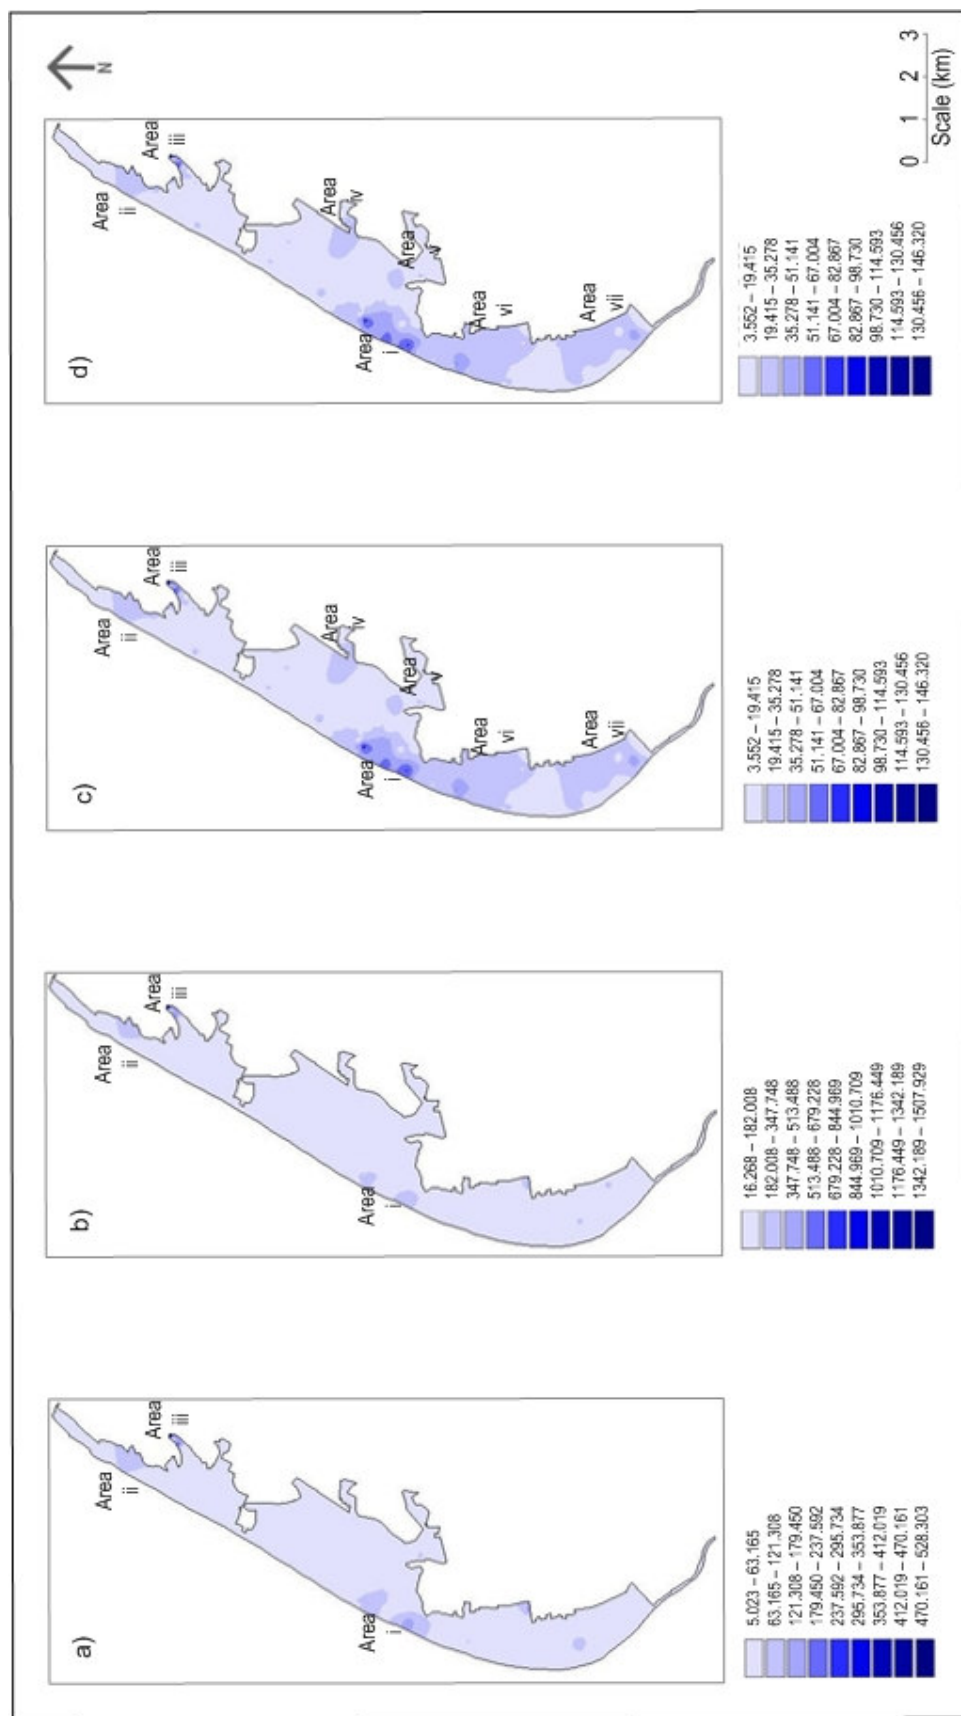 a)
Area
ii
Area
iii
Area
i
5.023 – 63.165
63.165 – 121.308
121.308 – 179.450
179.450 – 237.592
237.592 – 295.734
295.734 – 353.877
353.877 – 412.019
412.019 – 470.161
470.161 – 528.303
b)
Area
ii
Area
iii
Area
i
16.268 – 182.008
182.008 – 347.748
347.748 – 513.488
513.488 – 679.228
679.228 – 844.969
844.969 – 1010.709
1010.709 – 1176.449
1176.449 – 1342.189
1342.189 – 1507.929
c)
Area
ii
Area
iii
Area
i
Area
iv
Area
v
Area
vi
Area
vii
3.552 – 19.415
19.415 – 35.278
35.278 – 51.141
51.141 – 67.004
67.004 – 82.867
82.867 – 98.730
98.730 – 114.593
114.593 – 130.456
130.456 – 146.320
d)
Area
ii
Area
iii
Area
i
Area
iv
Area
v
Area
vi
Area
vii
3.552 – 19.415
19.415 – 35.278
35.278 – 51.141
51.141 – 67.004
67.004 – 82.867
82.867 – 98.730
98.730 – 114.593
114.593 – 130.456
130.456 – 146.320
N
0 1 2 3
Scale (km)